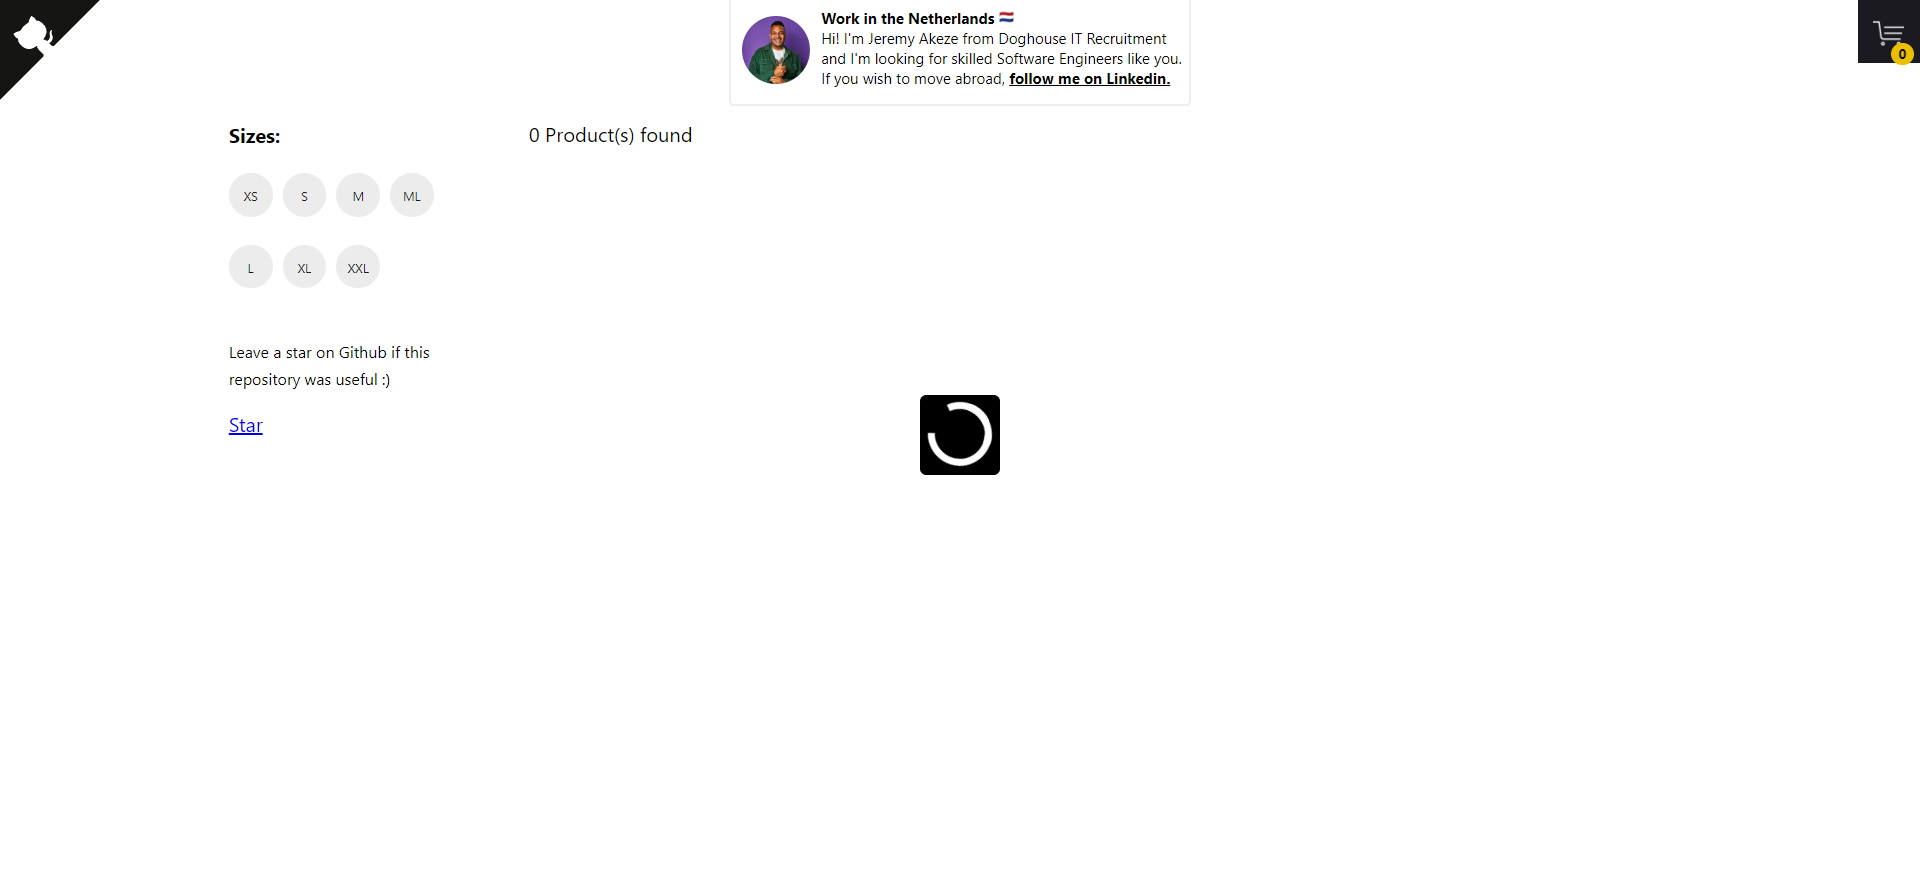 Work in the Netherlands 🇳🇱
Hi! I'm Jeremy Akeze from Doghouse IT Recruitment
and I'm looking for skilled Software Engineers like you.
If you wish to move abroad, follow me on Linkedin.
0
Sizes:
0 Product(s) found
XS S M ML
L XL XXL
Leave a star on Github if this
repository was useful :)
Star